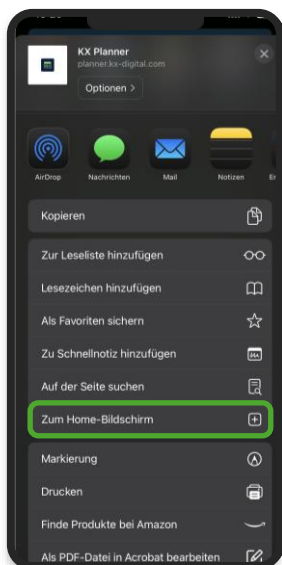 KX Planner
planner.kx-digital.com
Optionen >
AirDrop
Nachrichten
Mail
Notizen
Kopieren
Zur Leseliste hinzufügen
Lesezeichen hinzufügen
Als Favoriten sichern
Zu Schnellnotiz hinzufügen
Auf der Seite suchen
Zum Home-Bildschirm
Markierung
Drucken
Finde Produkte bei Amazon
Als PDF-Datei in Acrobat bearbeiten